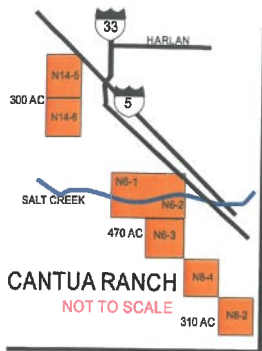 33
HARLAN
N14-5
5
300 AC
N14-6
N6-1
SALT CREEK
N6-2
470 AC
N6-3
CANTUA RANCH
N8-4
NOT TO SCALE
310 AC
N8-2